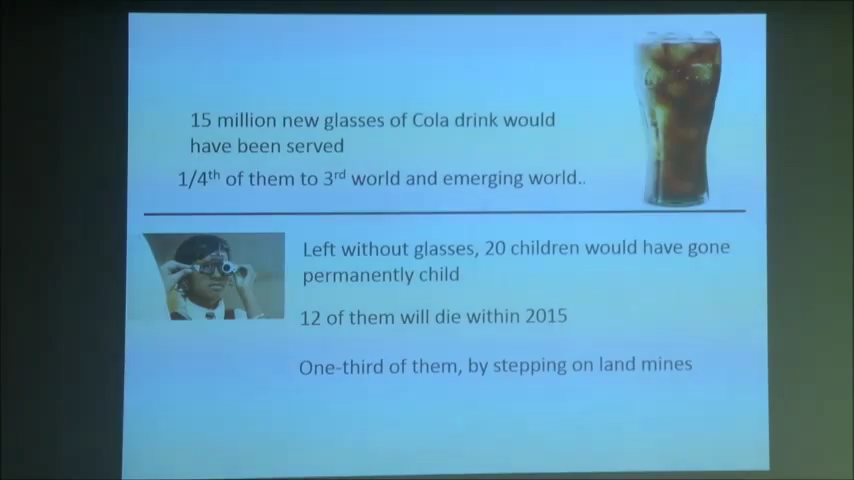 15 million new glasses of Cola drink would
have been served
1/4th of them to 3rd world and emerging world..
Left without glasses, 20 children would have gone
permanently child
12 of them will die within 2015
One-third of them, by stepping on land mines